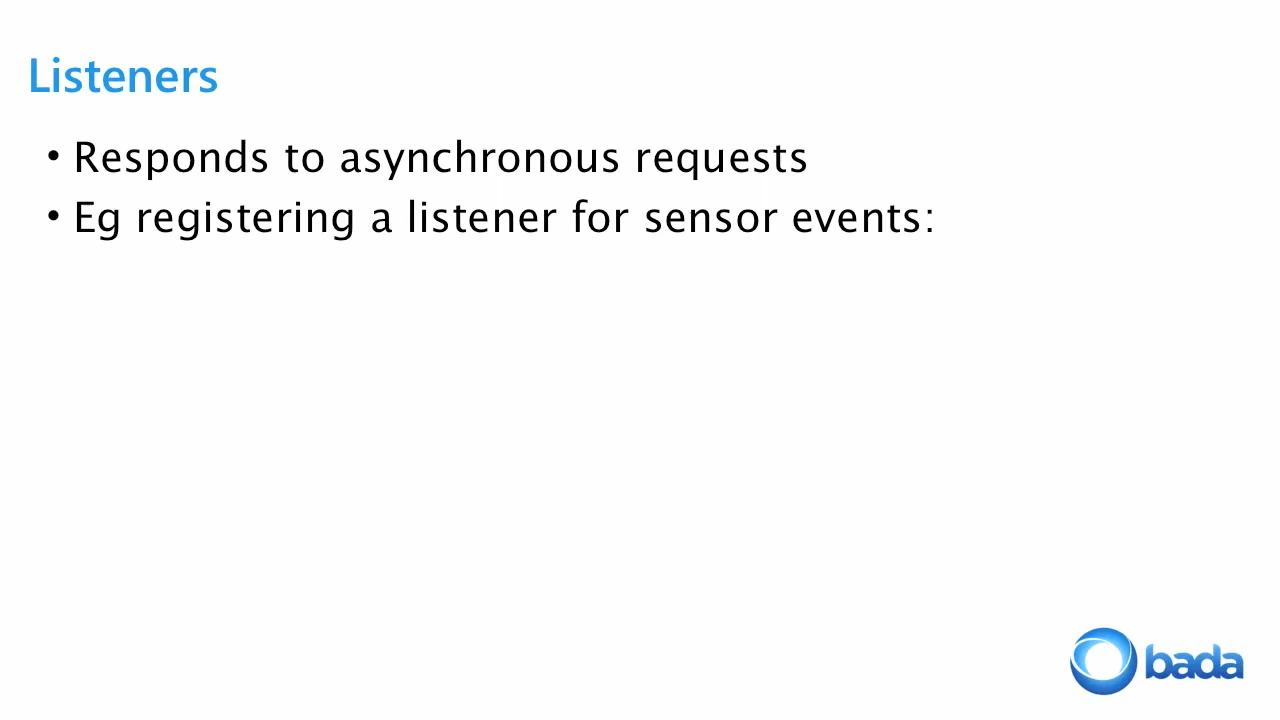 Listeners
• Responds to asynchronous requests
• Eg registering a listener for sensor events:
bada